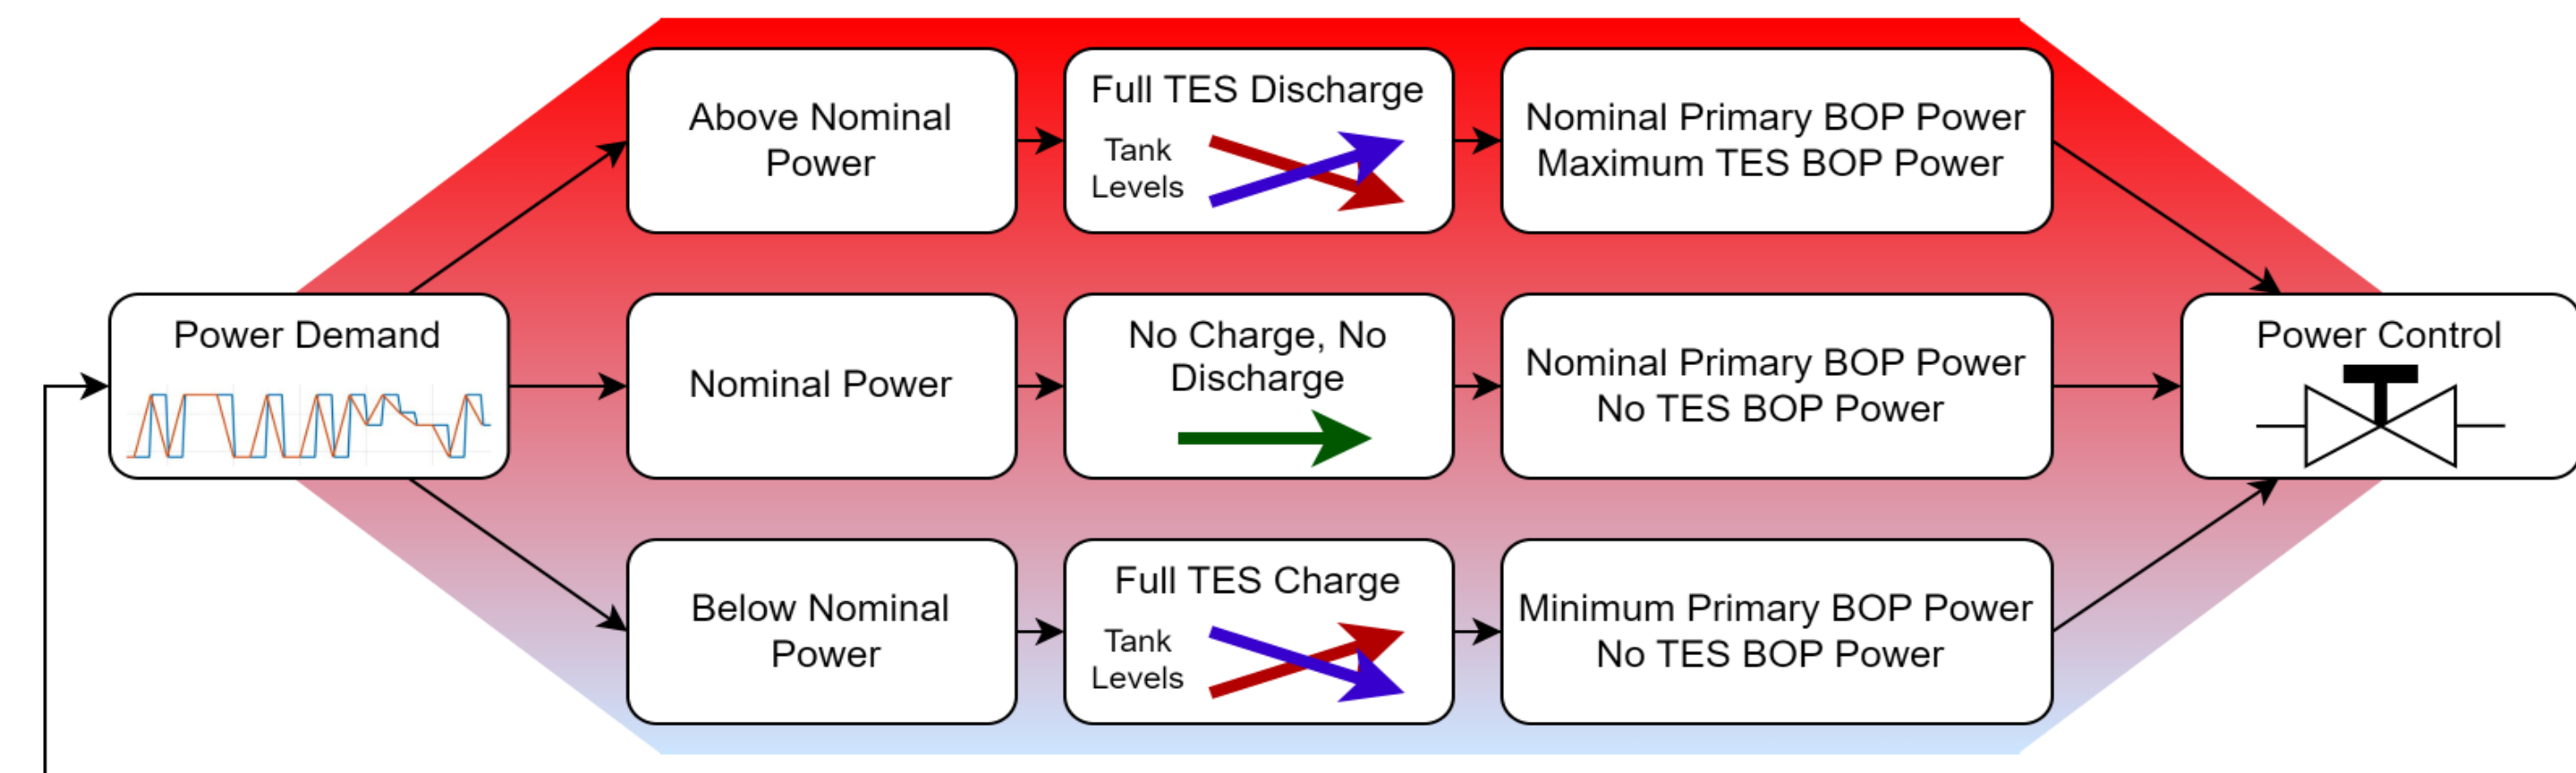 Power Demand
Above Nominal
Power
Full TES Discharge
Tank
Levels
Nominal Primary BOP Power
Maximum TES BOP Power
Nominal Power
No Charge, No
Discharge
Nominal Primary BOP Power
No TES BOP Power
Below Nominal
Power
Full TES Charge
Tank
Levels
Minimum Primary BOP Power
No TES BOP Power
Power Control